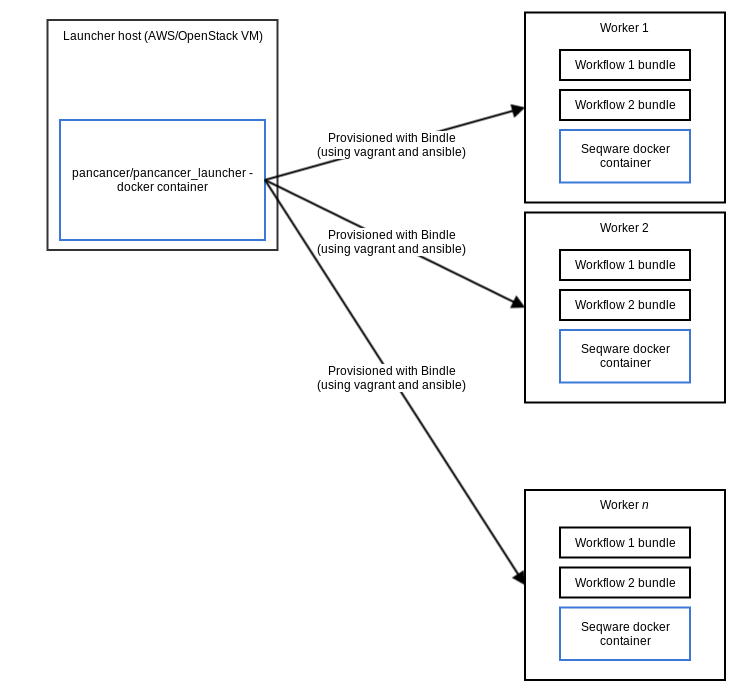 Launcher host (AWS/OpenStack VM)
pancancer/pancancer_launcher -
docker container
Provisioned with Bindle
(using vagrant and ansible)
Provisioned with Bindle
(using vagrant and ansible)
Provisioned with Bindle
(using vagrant and ansible)
Worker 1
Workflow 1 bundle
Workflow 2 bundle
Seqware docker
container
Worker 2
Workflow 1 bundle
Workflow 2 bundle
Seqware docker
container
Worker n
Workflow 1 bundle
Workflow 2 bundle
Seqware docker
container